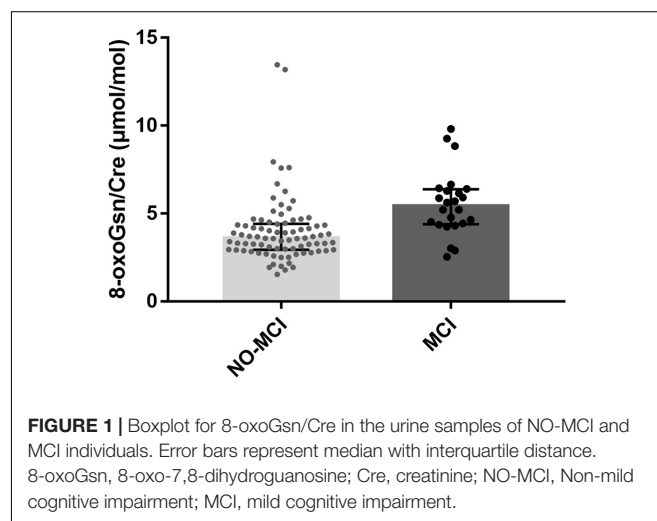 15
10
5
0
8-oxoGsn/Cre (μmol/mol)
NO-MCI
MCI
FIGURE 1 | Boxplot for 8-oxoGsn/Cre in the urine samples of NO-MCI and
MCI individuals. Error bars represent median with interquartile distance.
8-oxoGsn, 8-oxo-7,8-dihydroguanosine; Cre, creatinine; NO-MCI, Non-mild
cognitive impairment; MCI, mild cognitive impairment.